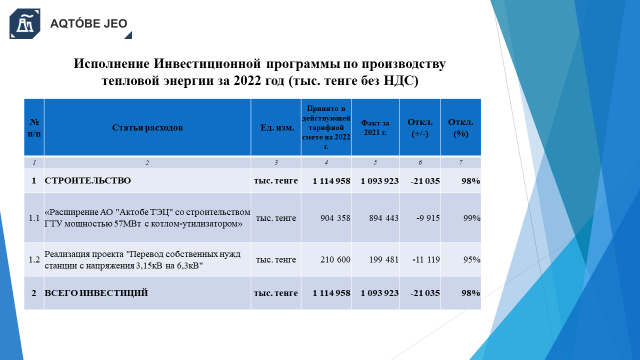 AQTÓBE JEO
Исполнение Инвестиционной программы по производству
тепловой энергии за 2022 год (тыс. тенге без НДС)
№ п/п Статьи расходов Ед. изм. Принято в действующей тарифной смете на 2022 г. Факт за 2021 г. Откл. (+/-) Откл. (%)
1 2 3 4 5 6 7
1 СТРОИТЕЛЬСТВО тыс. тенге 1 114 958 1 093 923 -21 035 98%
1.1 «Расширение АО "Актобе ТЭЦ" со строительством ГТУ мощностью 57МВт с котлом-утилизатором» тыс. тенге 904 358 894 443 -9 915 99%
1.2 Реализация проекта "Перевод собственных нужд станции с напряжения 3,15кВ на 6,3кВ" тыс. тенге 210 600 199 481 -11 119 95%
2 ВСЕГО ИНВЕСТИЦИЙ тыс. тенге 1 114 958 1 093 923 -21 035 98%